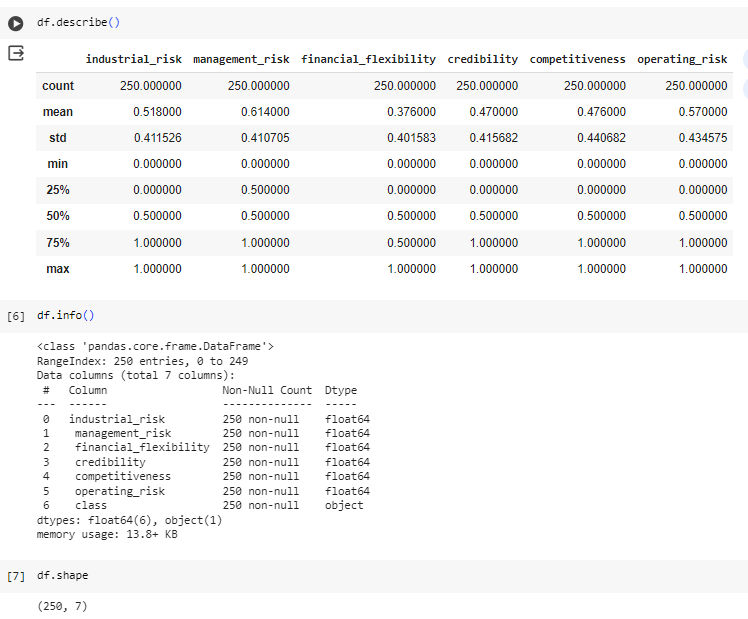 df.describe()
industrial_risk management_risk financial_flexibility credibility competitiveness operating_risk
count 250.000000 250.000000 250.000000 250.000000 250.000000 250.000000
mean 0.518000 0.614000 0.376000 0.470000 0.476000 0.570000
std 0.411526 0.410705 0.401583 0.415682 0.440682 0.434575
min 0.000000 0.000000 0.000000 0.000000 0.000000 0.000000
25% 0.000000 0.500000 0.000000 0.000000 0.000000 0.000000
50% 0.500000 0.500000 0.500000 0.500000 0.500000 0.500000
75% 1.000000 1.000000 0.500000 1.000000 1.000000 1.000000
max 1.000000 1.000000 1.000000 1.000000 1.000000 1.000000
[6] df.info()
<class 'pandas.core.frame.DataFrame'>
RangeIndex: 250 entries, 0 to 249
Data columns (total 7 columns):
# Column Non-Null Count Dtype
--- ------ -------------- -----
0 industrial_risk 250 non-null float64
1 management_risk 250 non-null float64
2 financial_flexibility 250 non-null float64
3 credibility 250 non-null float64
4 competitiveness 250 non-null float64
5 operating_risk 250 non-null float64
6 class 250 non-null object
dtypes: float64(6), object(1)
memory usage: 13.8+ KB
[7] df.shape
(250, 7)